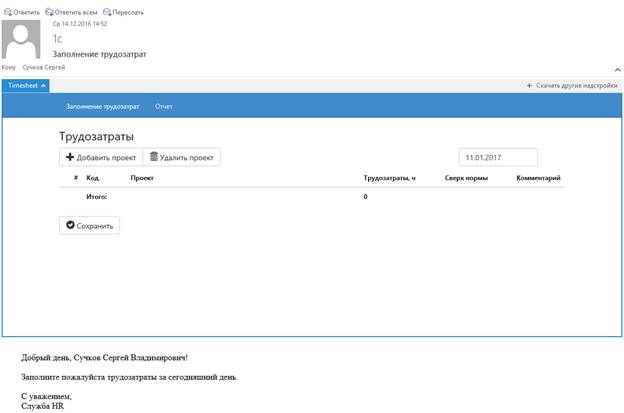 Ответить Ответить всем Переслать
Ср 14.12.2016 14:52
1c
Заполнение трудозатрат
Кому Сучков Сергей
Timesheet + Скачать другие надстройки
Заполнение трудозатрат Отчет
Трудозатраты
Добавить проект Удалить проект 11.01.2017
# Код Проект Трудозатраты, ч Сверх нормы Комментарий
Итого: 0
Сохранить
Добрый день, Сучков Сергей Владимирович!
Заполните пожалуйста трудозатраты за сегодняшний день.
С уважением,
Служба HR